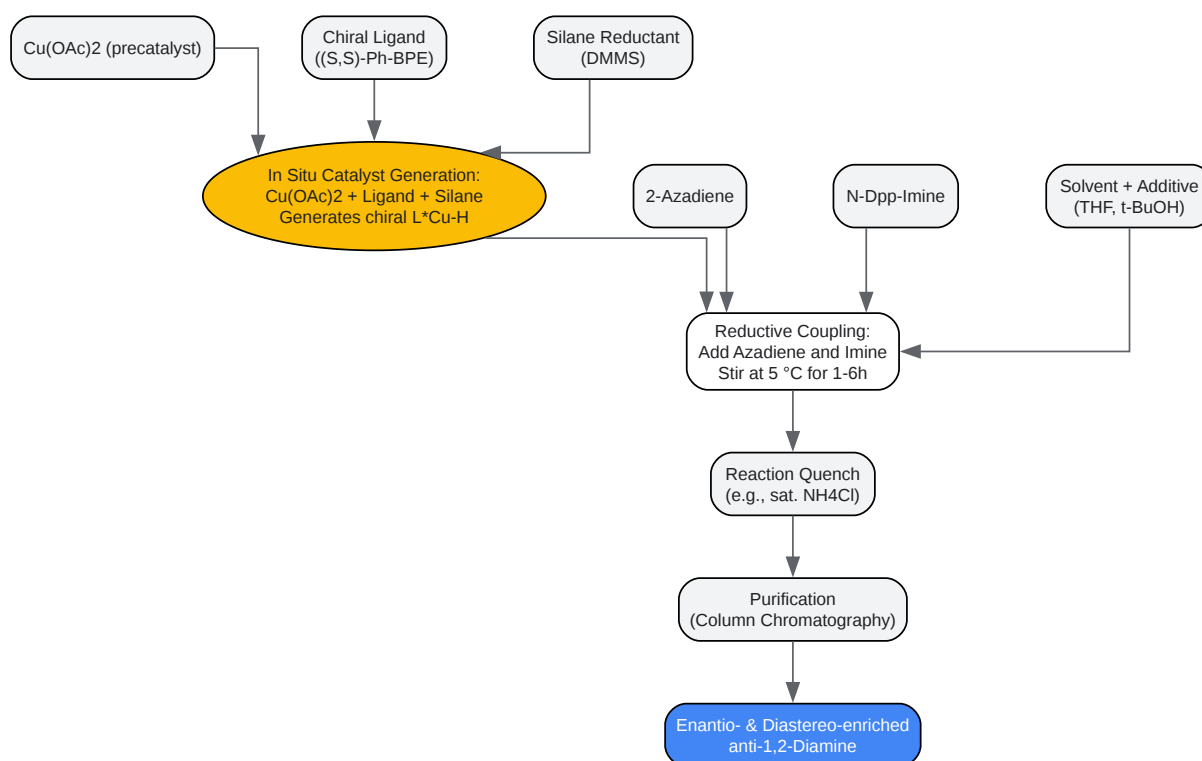 Cu(OAc)2 (precatalyst)
Chiral Ligand
((S,S)-Ph-BPE)
Silane Reductant
(DMMS)
In Situ Catalyst Generation:
Cu(OAc)2 + Ligand + Silane
Generates chiral L*Cu-H
2-Azadiene
N-Dpp-Imine
Solvent + Additive
(THF, t-BuOH)
Reductive Coupling:
Add Azadiene and Imine
Stir at 5 °C for 1-6h
Reaction Quench
(e.g., sat. NH4Cl)
Purification
(Column Chromatography)
Enantio- & Diastereo-enriched
anti-1,2-Diamine